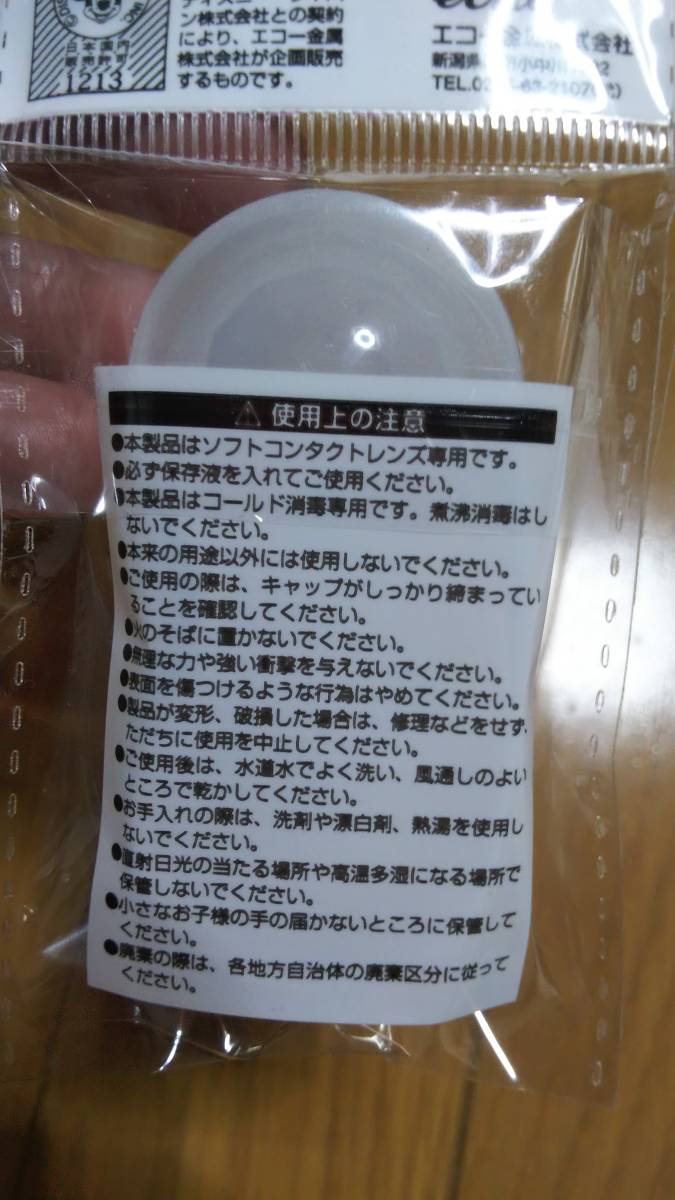 ン株式会社との契約
により、エコー金属
株式会社が企画販売
するものです。
日本国内
販売許可
1213
エコー金属株式会社
新潟県
小中川
TEL.0
-63-2107㈹
⚠ 使用上の注意
●本製品はソフトコンタクトレンズ専用です。
●必ず保存液を入れてご使用ください。
●本製品はコールド消毒専用です。煮沸消毒はし
ないでください。
●本来の用途以外には使用しないでください。
●ご使用の際は、キャップがしっかり締まってい
ることを確認してください。
●火のそばに置かないでください。
●無理な力や強い衝撃を与えないでください。
●表面を傷つけるような行為はやめてください。
●製品が変形、破損した場合は、修理などをせず、
ただちに使用を中止してください。
●ご使用後は、水道水でよく洗い、風通しのよい
ところで乾かしてください。
●お手入れの際は、洗剤や漂白剤、熱湯を使用し
ないでください。
●直射日光の当たる場所や高温多湿になる場所で
保管しないでください。
●小さなお子様の手の届かないところに保管して
ください。
●廃棄の際は、各地方自治体の廃棄区分に従って
ください。